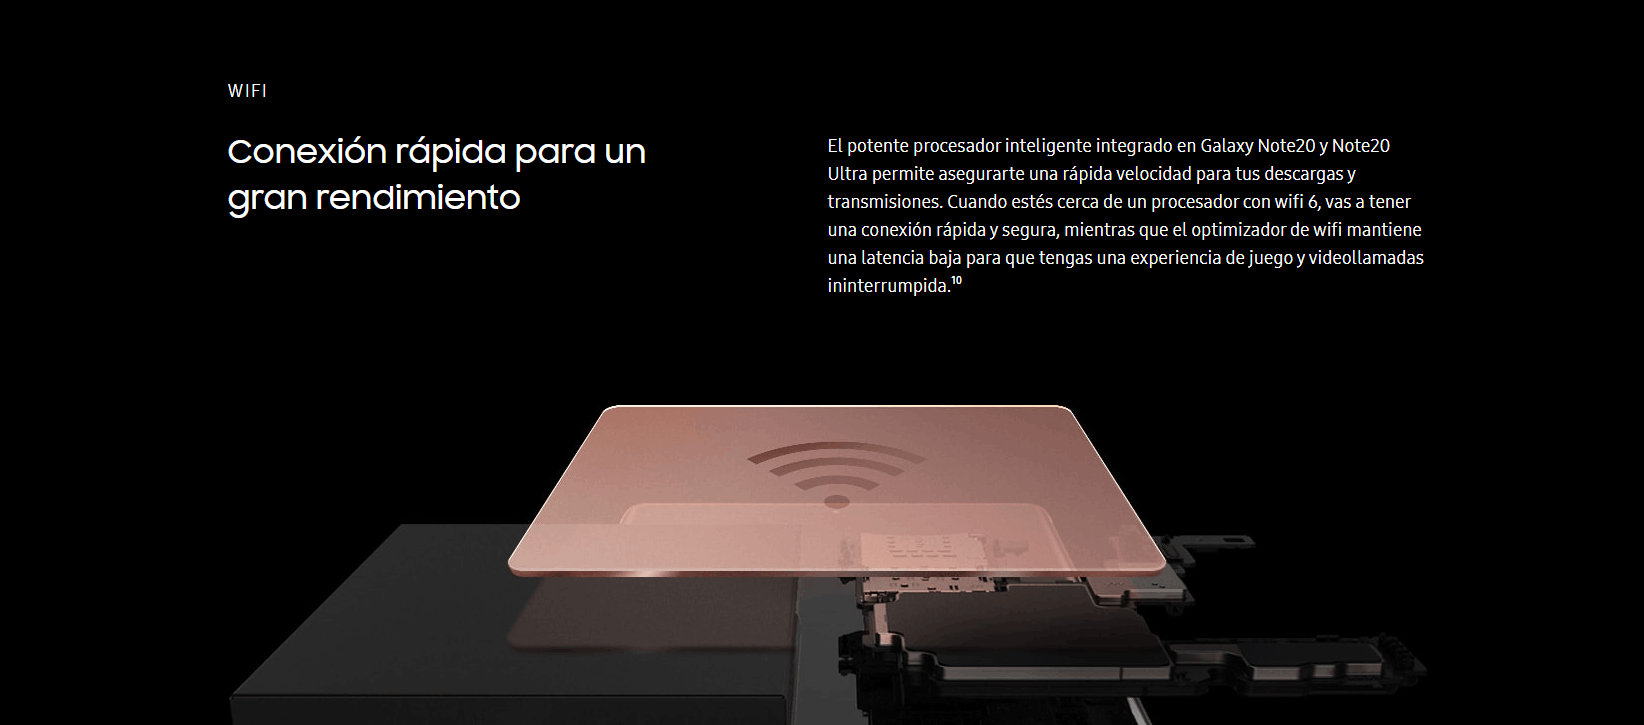 WIFI
Conexión rápida para un
gran rendimiento
El potente procesador inteligente integrado en Galaxy Note20 y Note20
Ultra permite asegurarte una rápida velocidad para tus descargas y
transmisiones. Cuando estés cerca de un procesador con wifi 6, vas a tener
una conexión rápida y segura, mientras que el optimizador de wifi mantiene
una latencia baja para que tengas una experiencia de juego y videollamadas
ininterrumpida.¹⁰